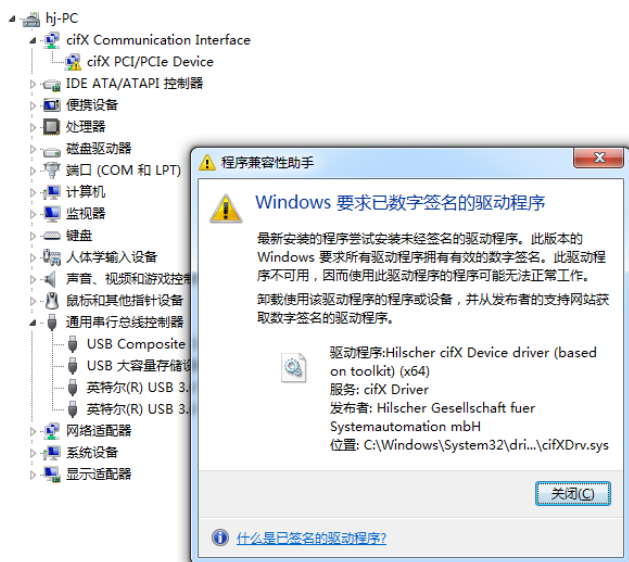 hj-PC
cifX Communication Interface
cifX PCI/PCIe Device
IDE ATA/ATAPI 控制器
便携设备
处理器
磁盘驱动器
端口 (COM 和 LPT)
计算机
监视器
键盘
人体学输入设备
声音、视频和游戏控制
鼠标和其他指针设备
通用串行总线控制器
USB Composite
USB 大容量存储设
英特尔(R) USB 3.
英特尔(R) USB 3.
网络适配器
系统设备
显示适配器
程序兼容性助手
Windows 要求已数字签名的驱动程序
最新安装的程序尝试安装未经签名的驱动程序。此版本的
Windows 要求所有驱动程序拥有有效的数字签名。此驱动程
序不可用，因而使用此驱动程序的程序可能无法正常工作。
卸载使用该驱动程序的程序或设备，并从发布者的支持网站获
取数字签名的驱动程序。
驱动程序:Hilscher cifX Device driver (based
on toolkit) (x64)
服务: cifX Driver
发布者: Hilscher Gesellschaft fuer
Systemautomation mbH
位置: C:\Windows\System32\dri...\cifXDrv.sys
关闭(C)
什么是已签名的驱动程序?